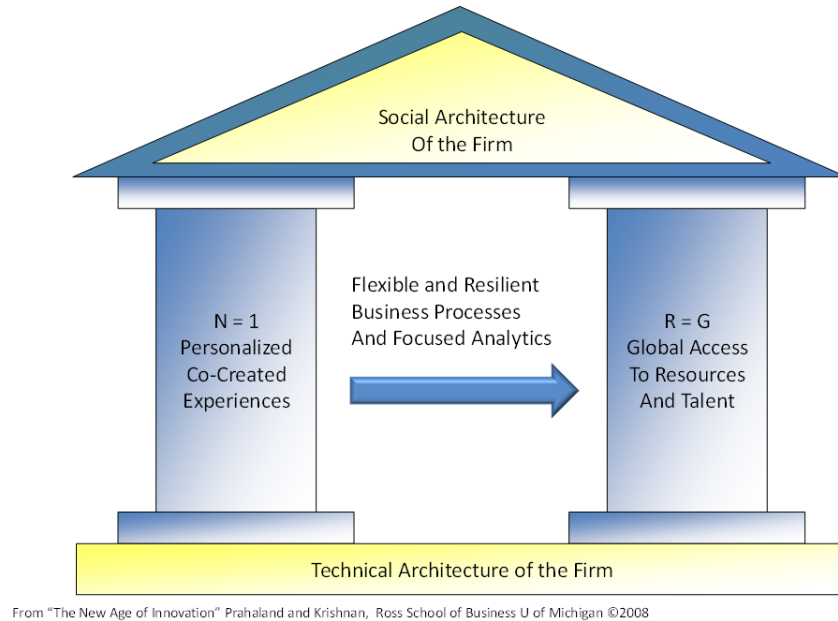 Social Architecture
Of the Firm
Flexible and Resilient
Business Processes
And Focused Analytics
N = 1
Personalized
Co-Created
Experiences
R = G
Global Access
To Resources
And Talent
Technical Architecture of the Firm
From “The New Age of Innovation” Prahaland and Krishnan, Ross School of Business U of Michigan ©2008